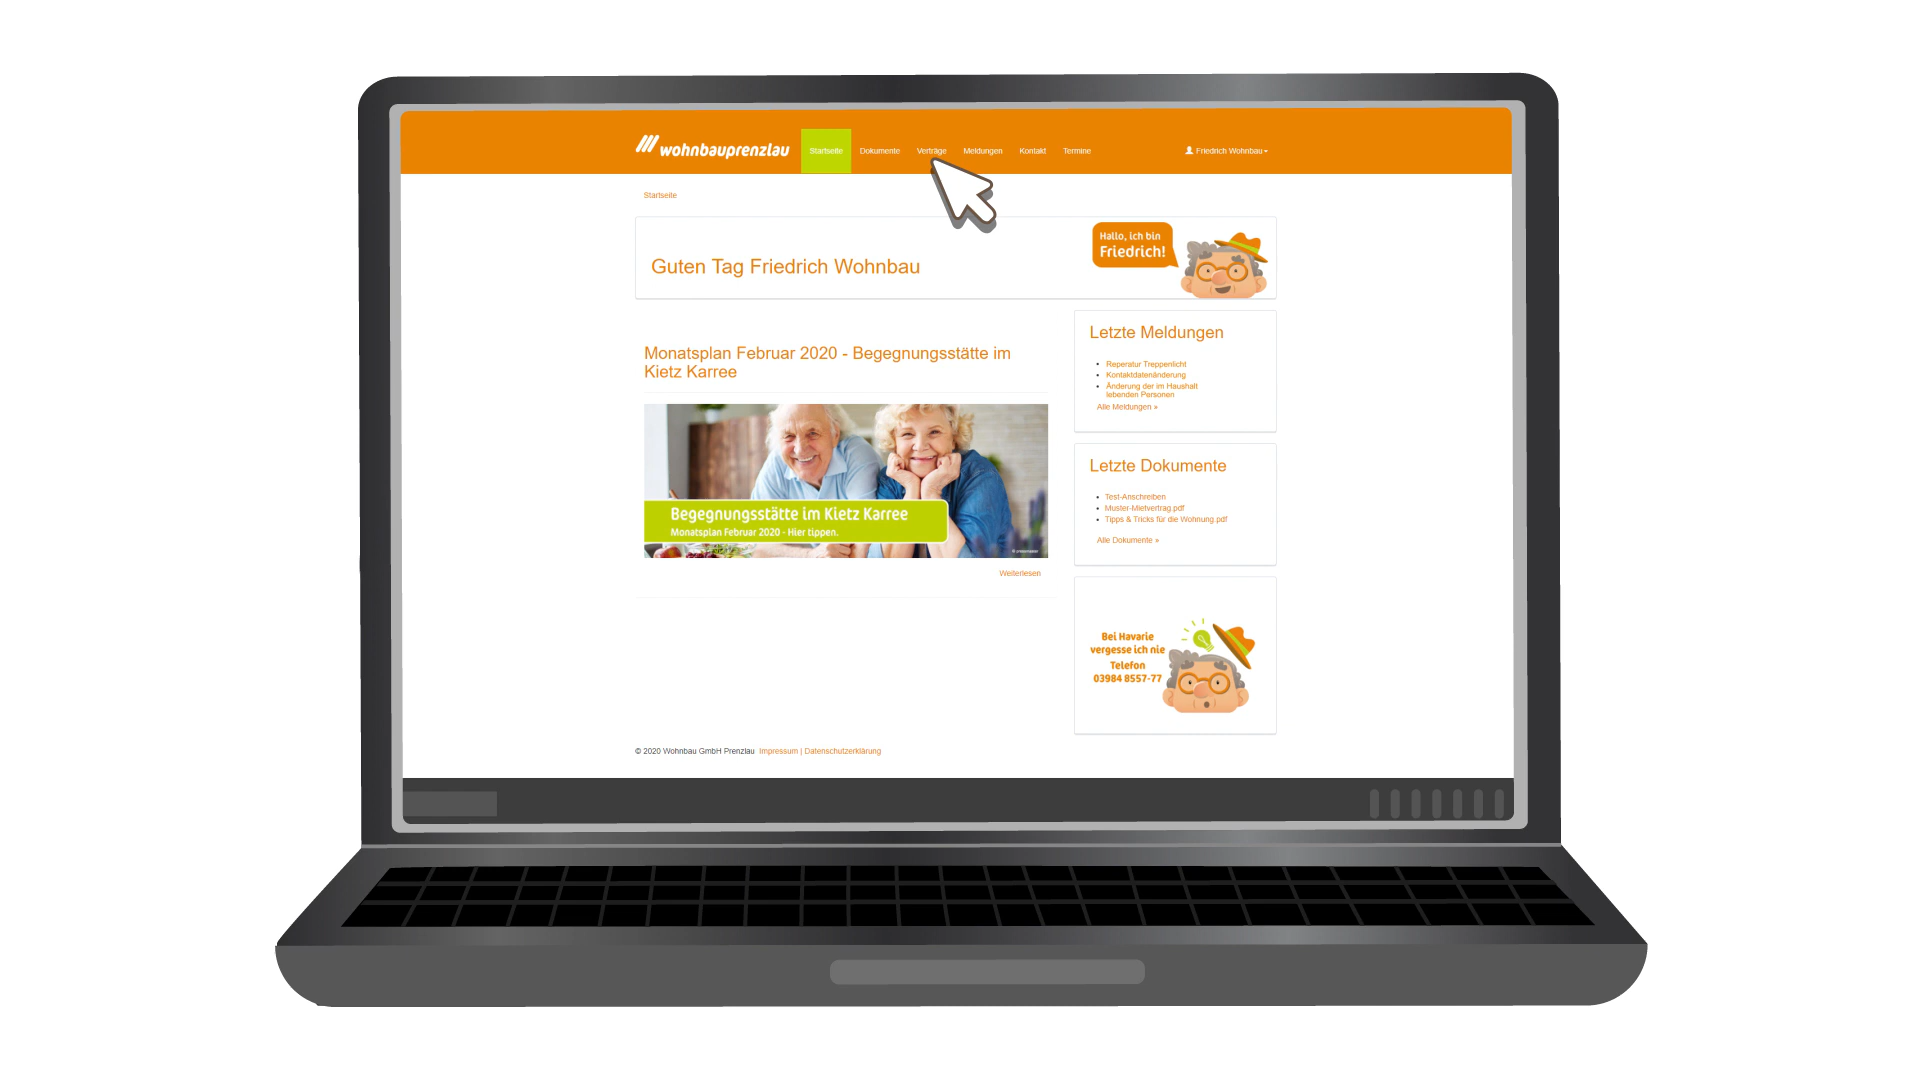 wohnbauprenzlau
Startseite Dokumente Verträge Meldungen Kontakt Termine Friedrich Wohnbau
Startseite
Guten Tag Friedrich Wohnbau
Hallo, ich bin
Friedrich!
Monatsplan Februar 2020 - Begegnungsstätte im
Kietz Karree
Begegnungsstätte im Kietz Karree
Monatsplan Februar 2020 - Hier tippen.
Weiterlesen
Letzte Meldungen
Reperatur Treppenlicht
Kontaktdatenänderung
Änderung der im Haushalt
lebenden Personen
Alle Meldungen »
Letzte Dokumente
Test-Anschreiben
Muster-Mietvertrag.pdf
Tipps & Tricks für die Wohnung.pdf
Alle Dokumente »
Bei Havarie
vergesse ich nie
Telefon
03984 8557-77
© 2020 Wohnbau GmbH Prenzlau Impressum | Datenschutzerklärung